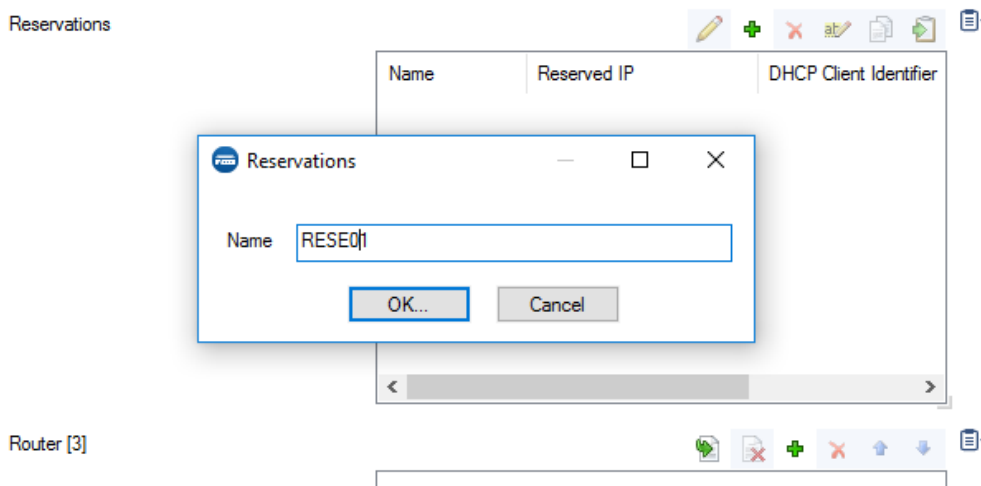 Reservations
Name Reserved IP DHCP Client Identifier
Reservations
Name RESE01
OK... Cancel
Router [3]